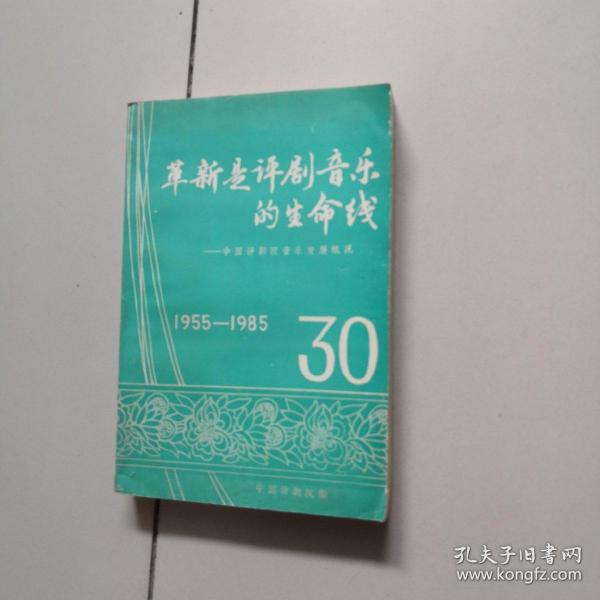 革新是评剧音乐
的生命线
——中国评剧院音乐发展概况
1955—1985
30
中国评剧院
孔夫子旧书网
www.kongfz.com